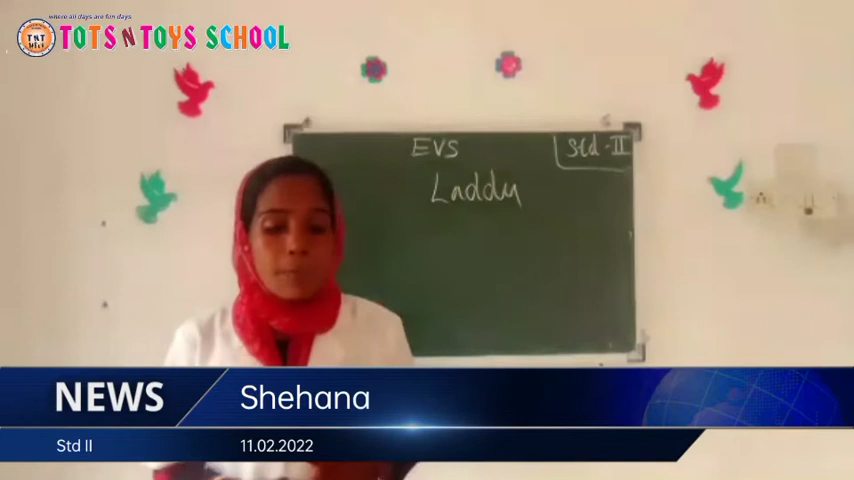 where all days are fun days
TNT
TOTS N TOYS SCHOOL
EVS
Std-II
Laddu
NEWS
Shehana
Std II
11.02.2022